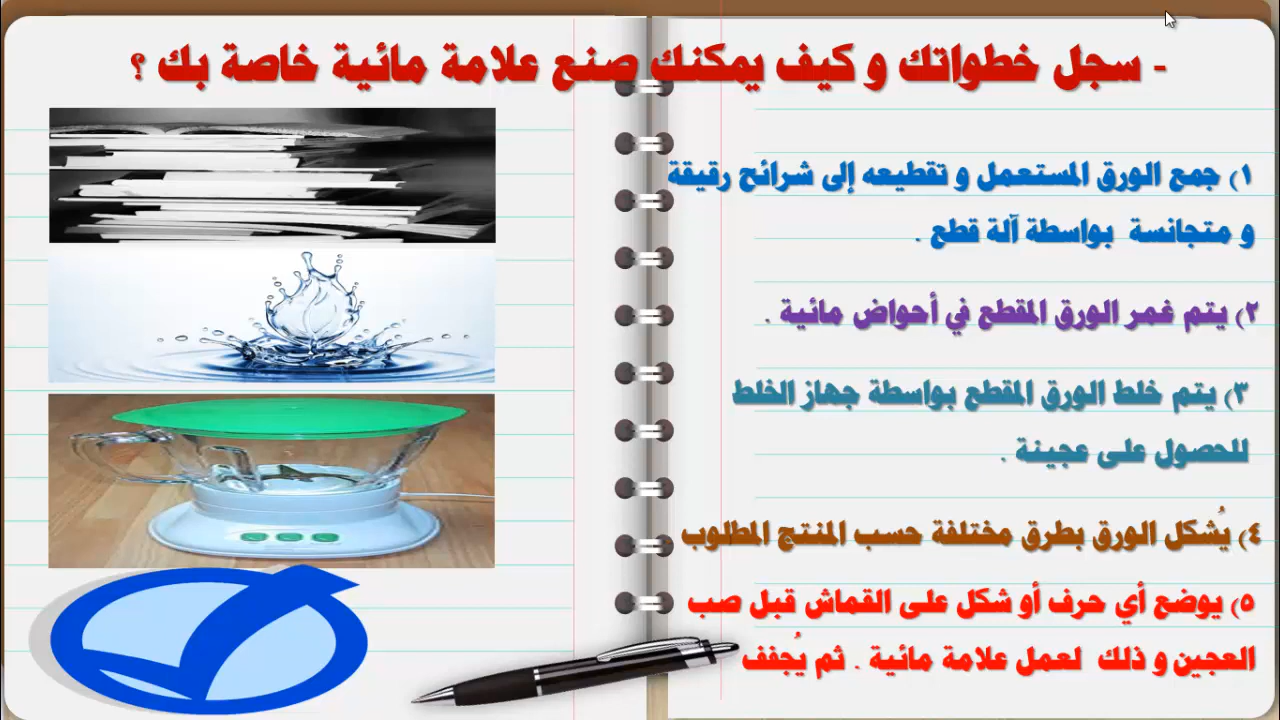 - سجل خطواتك و كيف يمكنك صنع علامة مائية خاصة بك ؟
١) جمع الورق المستعمل و تقطيعه إلى شرائح رقيقة
و متجانسة بواسطة آلة قطع .
٢) يتم غمر الورق المقطع في أحواض مائية .
٣) يتم خلط الورق المقطع بواسطة جهاز الخلط
للحصول على عجينة .
٤) يُشكل الورق بطرق مختلفة حسب المنتج المطلوب .
٥) يوضع أي حرف أو شكل على القماش قبل صب
العجين و ذلك لعمل علامة مائية . ثم يُجفف